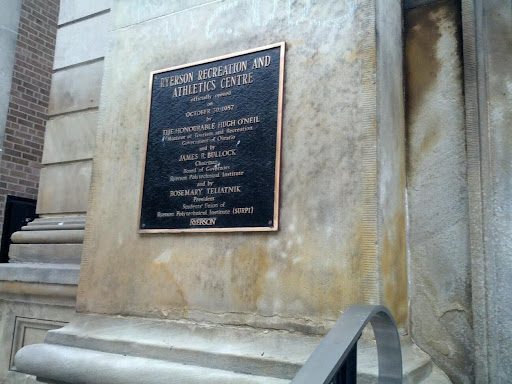 RYERSON RECREATION AND
ATHLETICS CENTRE
officially opened
on
OCTOBER 30, 1987
by
THE HONOURABLE HUGH O'NEIL
Minister of Tourism and Recreation
Government of Ontario
and by
JAMES R. BULLOCK
Chairman
Board of Governors
Ryerson Polytechnical Institute
and by
ROSEMARY TELIATNIK
President
Students' Union of
Ryerson Polytechnical Institute (SURPI)
RYERSON